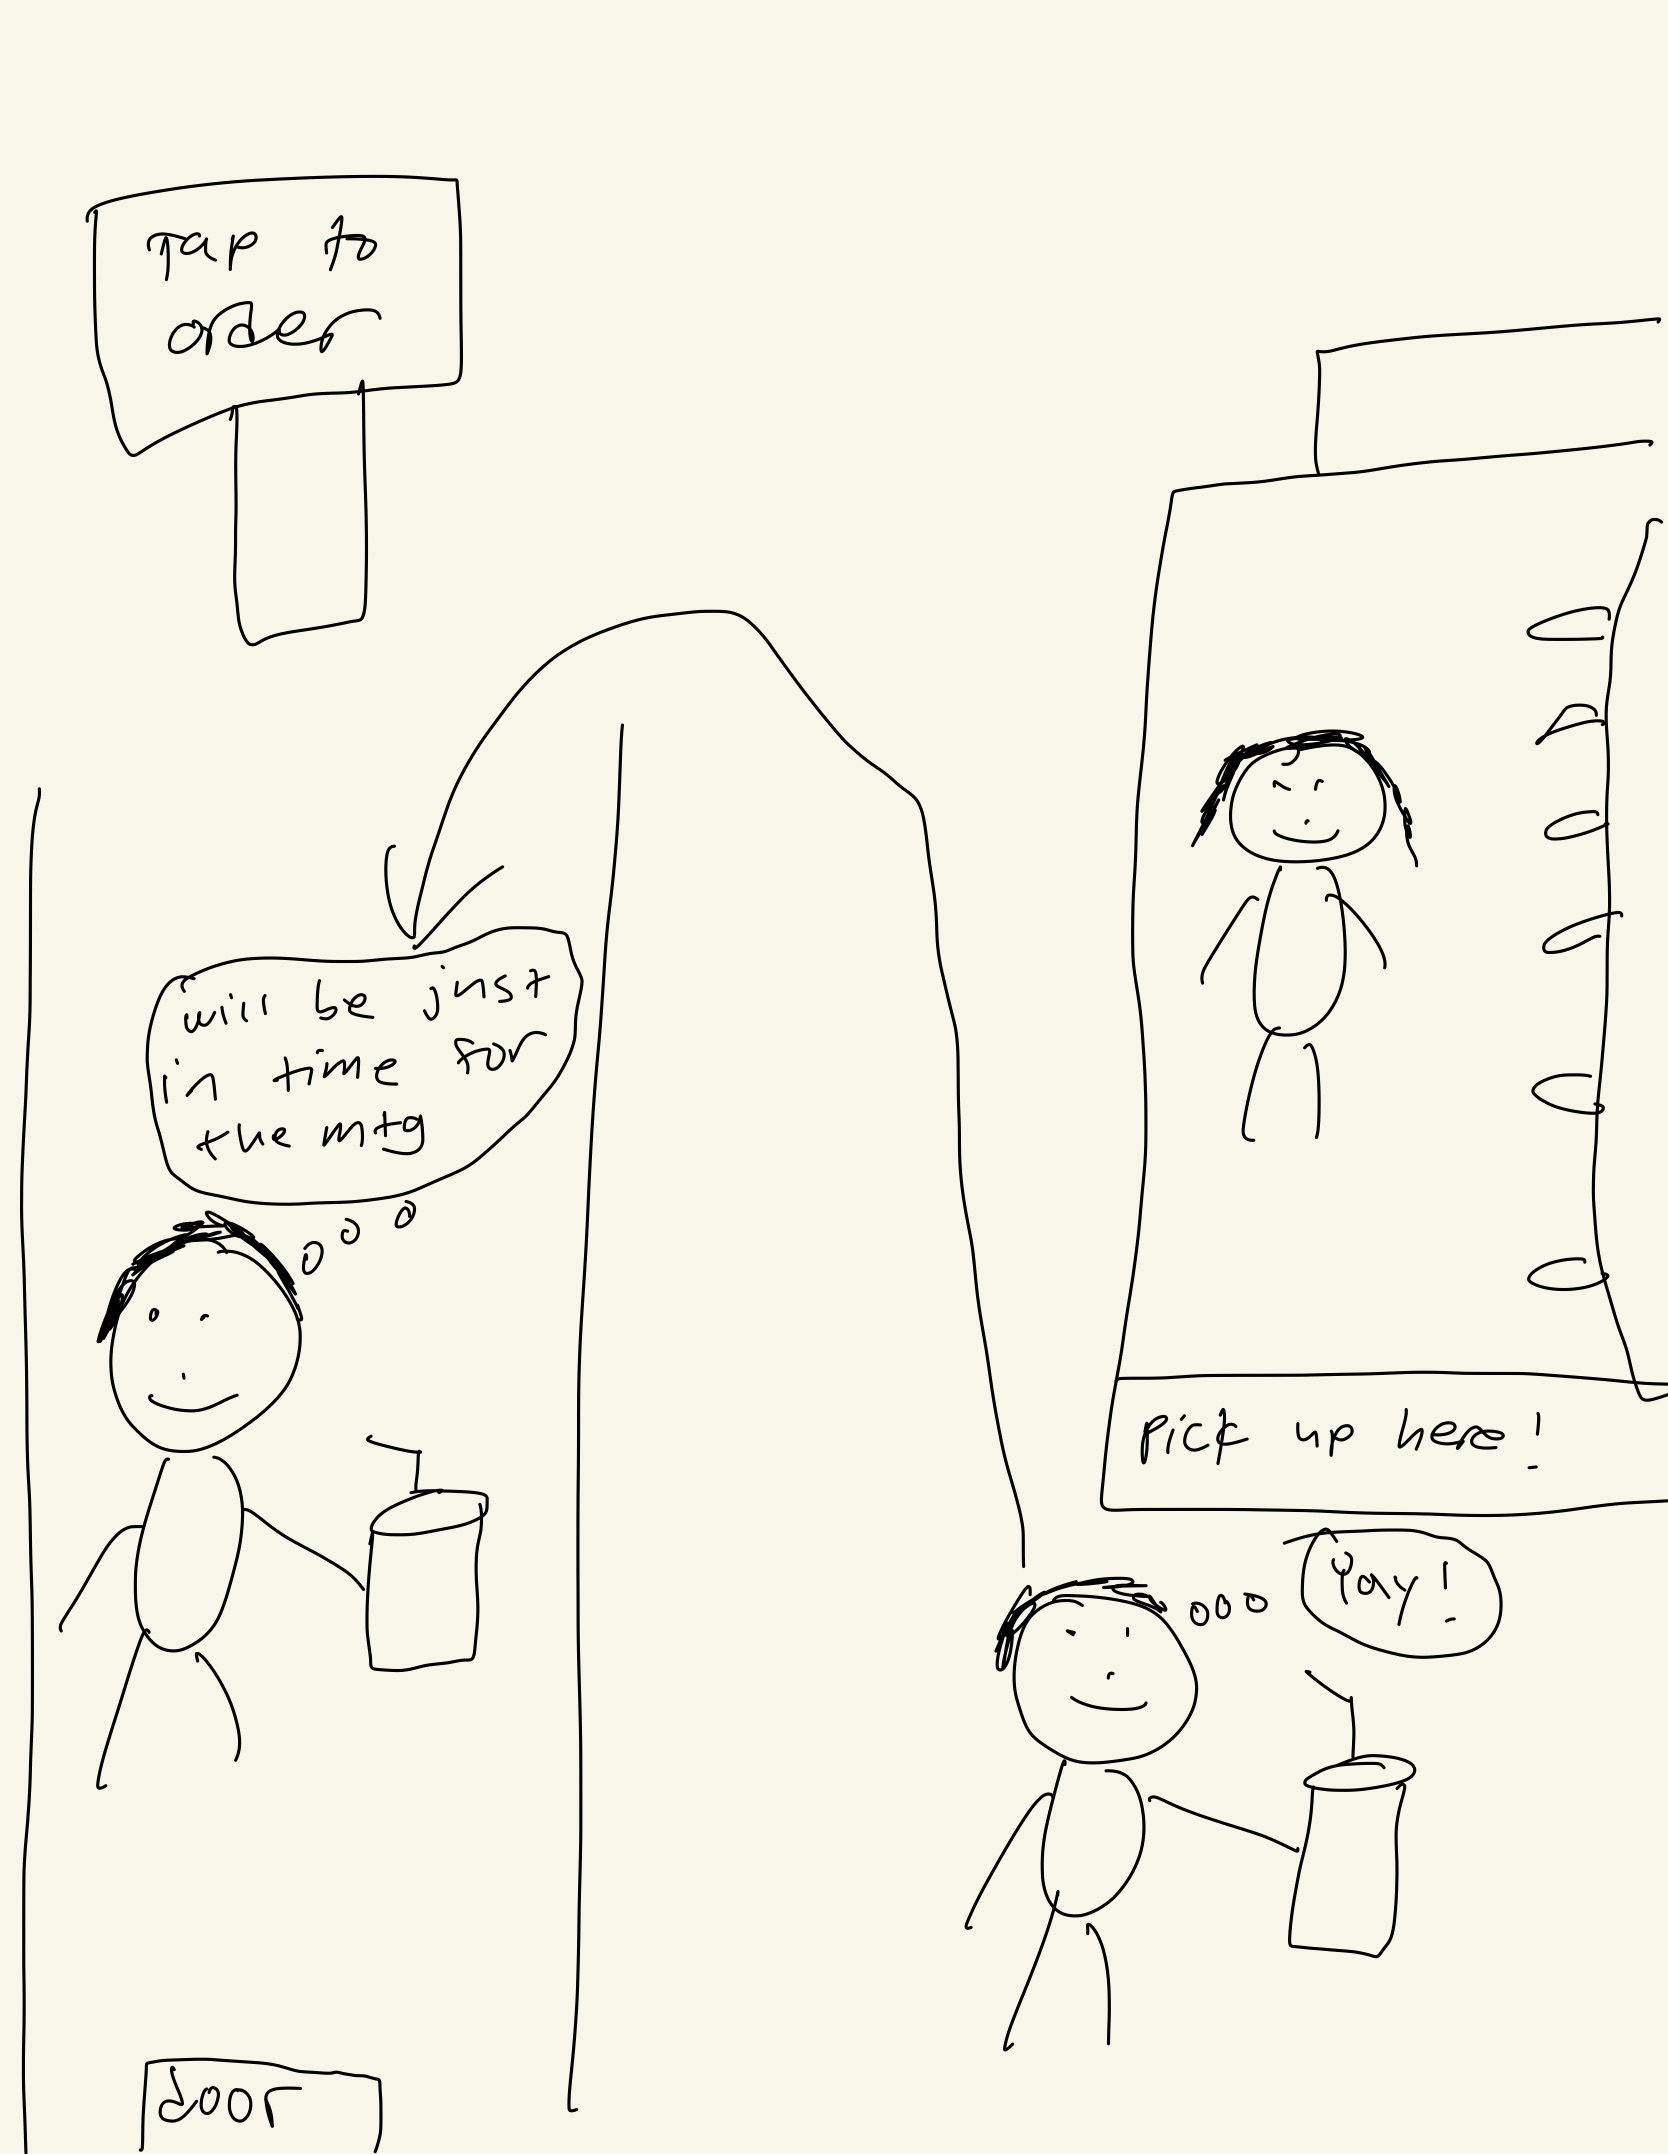 Tap to
order
will be just
in time for
the mtg
Pick up here!
Yay!
door